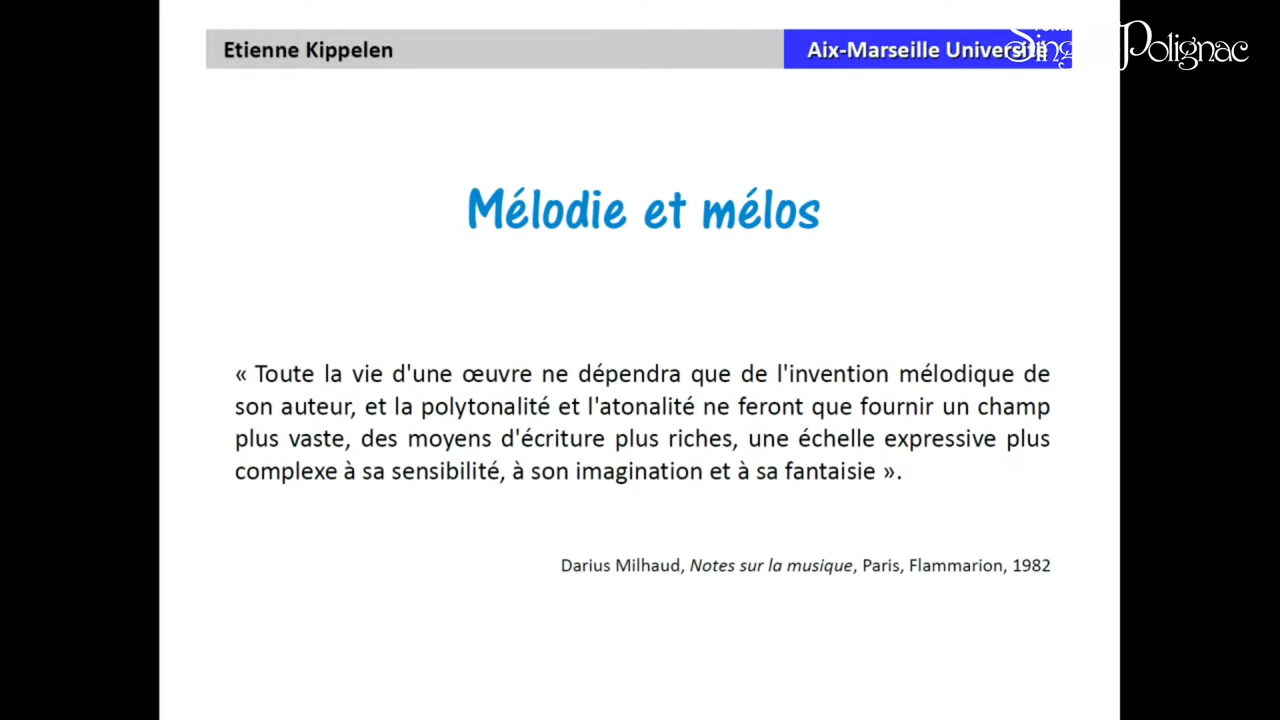 Etienne Kippelen
Aix-Marseille Université
Singer Polignac
Mélodie et mélos
« Toute la vie d'une œuvre ne dépendra que de l'invention mélodique de
son auteur, et la polytonalité et l'atonalité ne feront que fournir un champ
plus vaste, des moyens d'écriture plus riches, une échelle expressive plus
complexe à sa sensibilité, à son imagination et à sa fantaisie ».
Darius Milhaud, Notes sur la musique, Paris, Flammarion, 1982